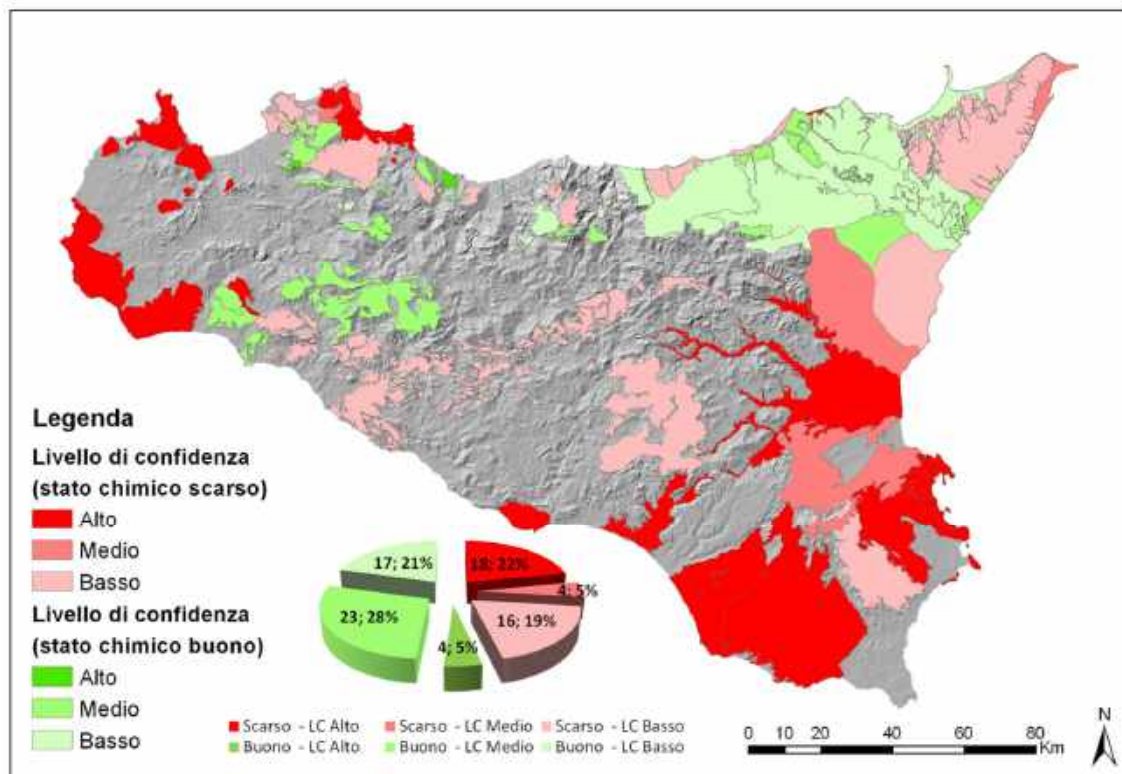 Legenda
Livello di confidenza
(stato chimico scarso)
Alto
Medio
Basso
Livello di confidenza
(stato chimico buono)
Alto
Medio
Basso
17; 21%
18; 22%
4; 5%
16; 19%
4; 5%
23; 28%
Scarso - LC Alto Scarso - LC Medio Scarso - LC Basso
Buono - LC Alto Buono - LC Medio Buono - LC Basso
0 10 20 40 60 80
Km
N